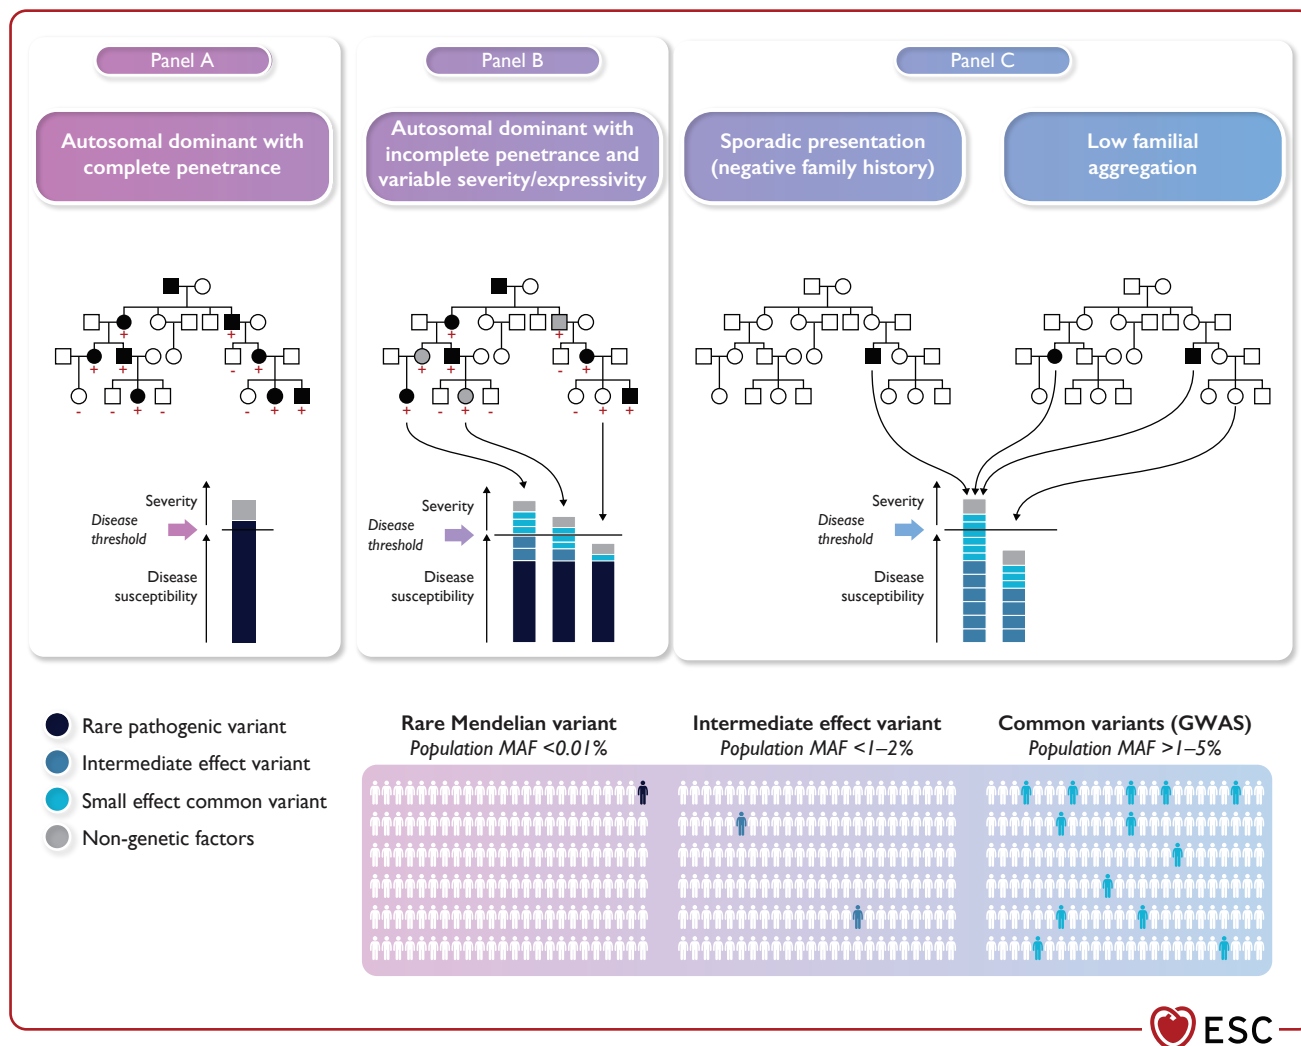 Panel A
Panel B
Panel C
Autosomal dominant with
complete penetrance
Autosomal dominant with
incomplete penetrance and
variable severity/expressivity
Sporadic presentation
(negative family history)
Low familial
aggregation
+ +
+ + - +
- - + - - + +
+ +
+ + - +
+ - + - - + +
Severity
Disease
threshold
Disease
susceptibility
Severity
Disease
threshold
Disease
susceptibility
Severity
Disease
threshold
Disease
susceptibility
Rare pathogenic variant
Intermediate effect variant
Small effect common variant
Non-genetic factors
Rare Mendelian variant
Population MAF <0.01%
Intermediate effect variant
Population MAF <1–2%
Common variants (GWAS)
Population MAF >1–5%
ESC